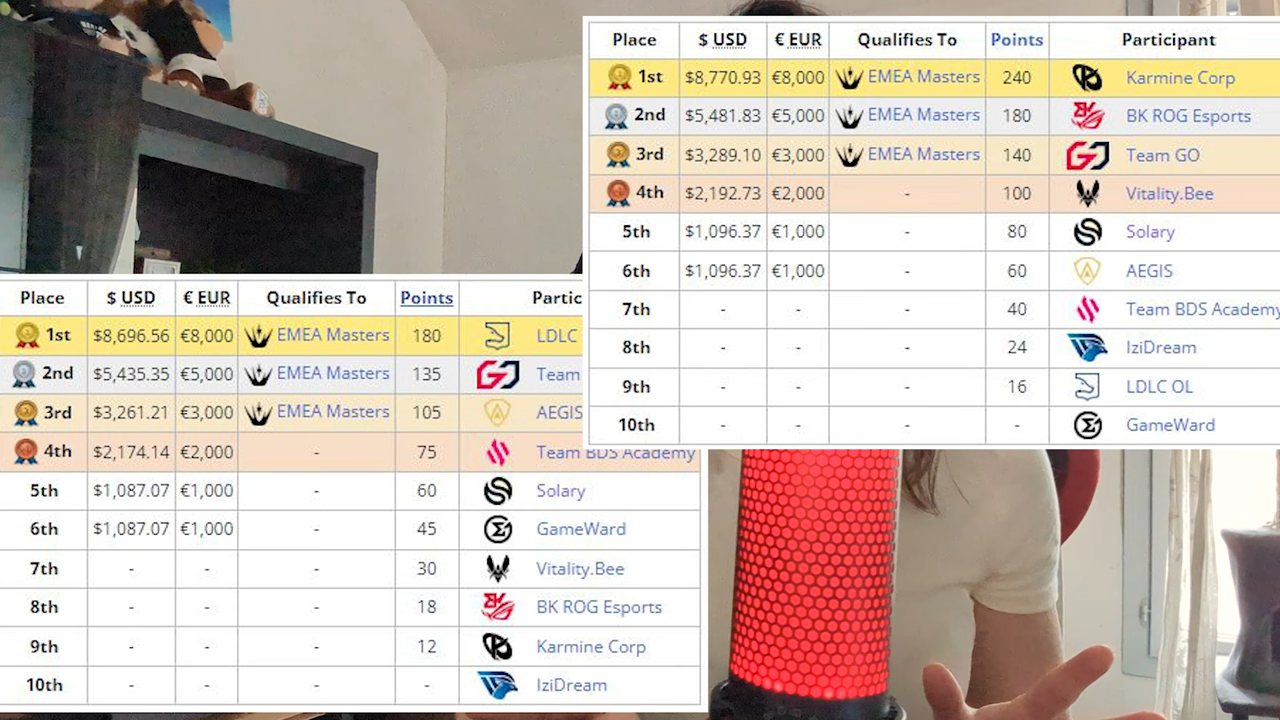 Place $ USD € EUR Qualifies To Points Participant
1st $8,770.93 €8,000 EMEA Masters 240 Karmine Corp
2nd $5,481.83 €5,000 EMEA Masters 180 BK ROG Esports
3rd $3,289.10 €3,000 EMEA Masters 140 Team GO
4th $2,192.73 €2,000 - 100 Vitality.Bee
5th $1,096.37 €1,000 - 80 Solary
6th $1,096.37 €1,000 - 60 AEGIS
7th - - - 40 Team BDS Academy
8th - - - 24 IziDream
9th - - - 16 LDLC OL
10th - - - - GameWard
Place $ USD € EUR Qualifies To Points Partic
1st $8,696.56 €8,000 EMEA Masters 180 LDLC
2nd $5,435.35 €5,000 EMEA Masters 135 Team
3rd $3,261.21 €3,000 EMEA Masters 105 AEGIS
4th $2,174.14 €2,000 - 75 Team BDS Academy
5th $1,087.07 €1,000 - 60 Solary
6th $1,087.07 €1,000 - 45 GameWard
7th - - - 30 Vitality.Bee
8th - - - 18 BK ROG Esports
9th - - - 12 Karmine Corp
10th - - - - IziDream